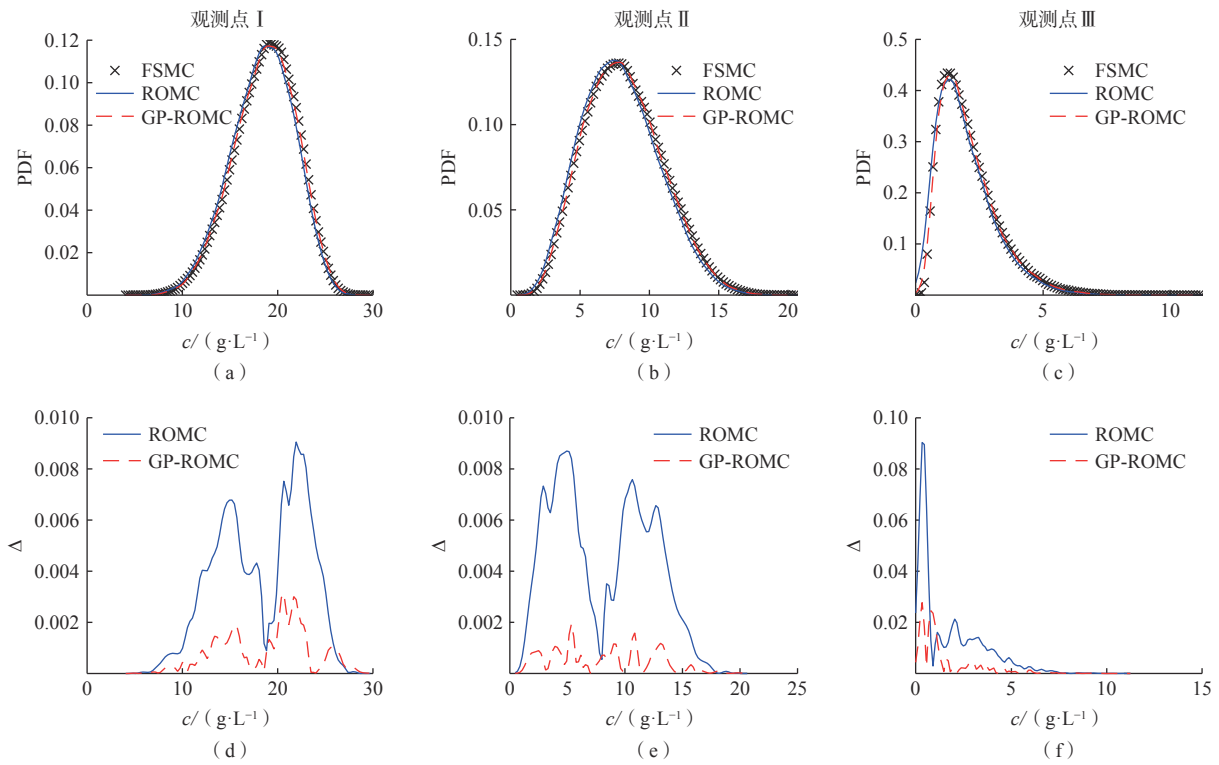 观测点Ⅰ
0.12
0.10
0.08
0.06
0.04
0.02
PDF
FSMC
ROMC
GP-ROMC
0
10
20
30
c/（g·L⁻¹）
（a）
观测点Ⅱ
0.15
0.10
0.05
PDF
FSMC
ROMC
GP-ROMC
0
5
10
15
20
c/（g·L⁻¹）
（b）
观测点Ⅲ
0.5
0.4
0.3
0.2
0.1
PDF
FSMC
ROMC
GP-ROMC
0
5
10
c/（g·L⁻¹）
（c）
0.010
0.008
0.006
0.004
0.002
Δ
ROMC
GP-ROMC
0
10
20
30
c/（g·L⁻¹）
（d）
0.010
0.008
0.006
0.004
0.002
Δ
ROMC
GP-ROMC
0
5
10
15
20
25
c/（g·L⁻¹）
（e）
0.10
0.08
0.06
0.04
0.02
Δ
ROMC
GP-ROMC
0
5
10
15
c/（g·L⁻¹）
（f）